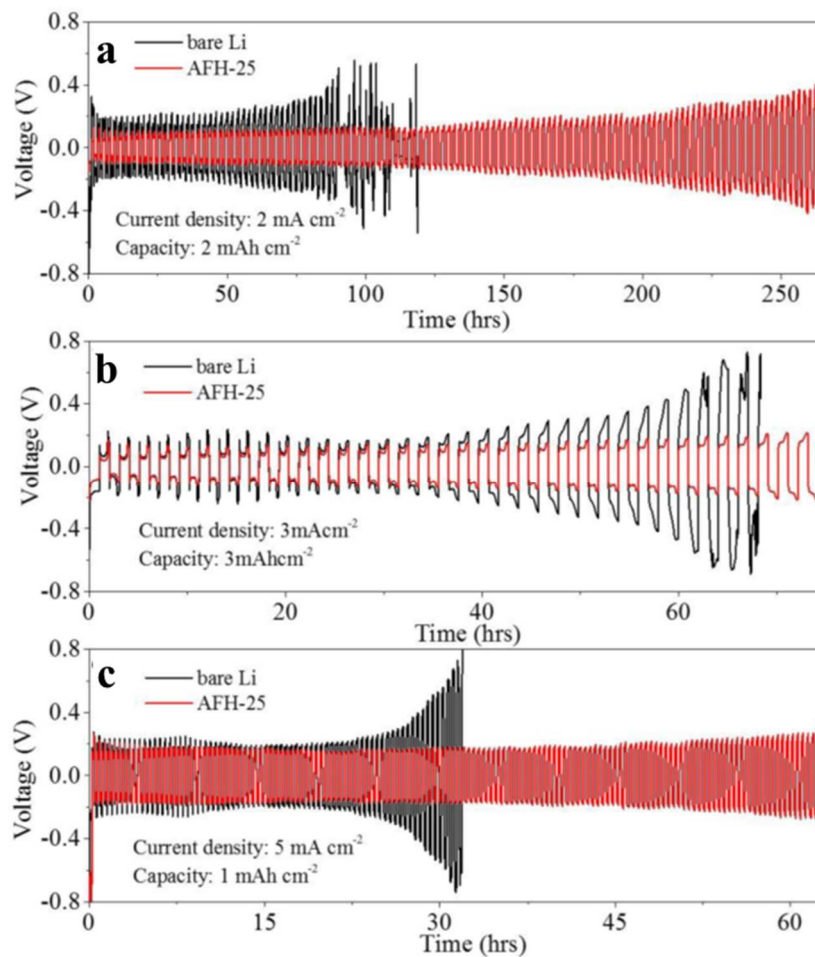 a
bare Li
AFH-25
0.8
0.4
0.0
-0.4
-0.8
Voltage (V)
Current density: 2 mA cm⁻²
Capacity: 2 mAh cm⁻²
0 50 100 150 200 250
Time (hrs)
b
bare Li
AFH-25
0.8
0.4
0.0
-0.4
-0.8
Voltage (V)
Current density: 3mAcm⁻²
Capacity: 3mAhcm⁻²
0 20 40 60
Time (hrs)
c
bare Li
AFH-25
0.8
0.4
0.0
-0.4
-0.8
Voltage (V)
Current density: 5 mA cm⁻²
Capacity: 1 mAh cm⁻²
0 15 30 45 60
Time (hrs)